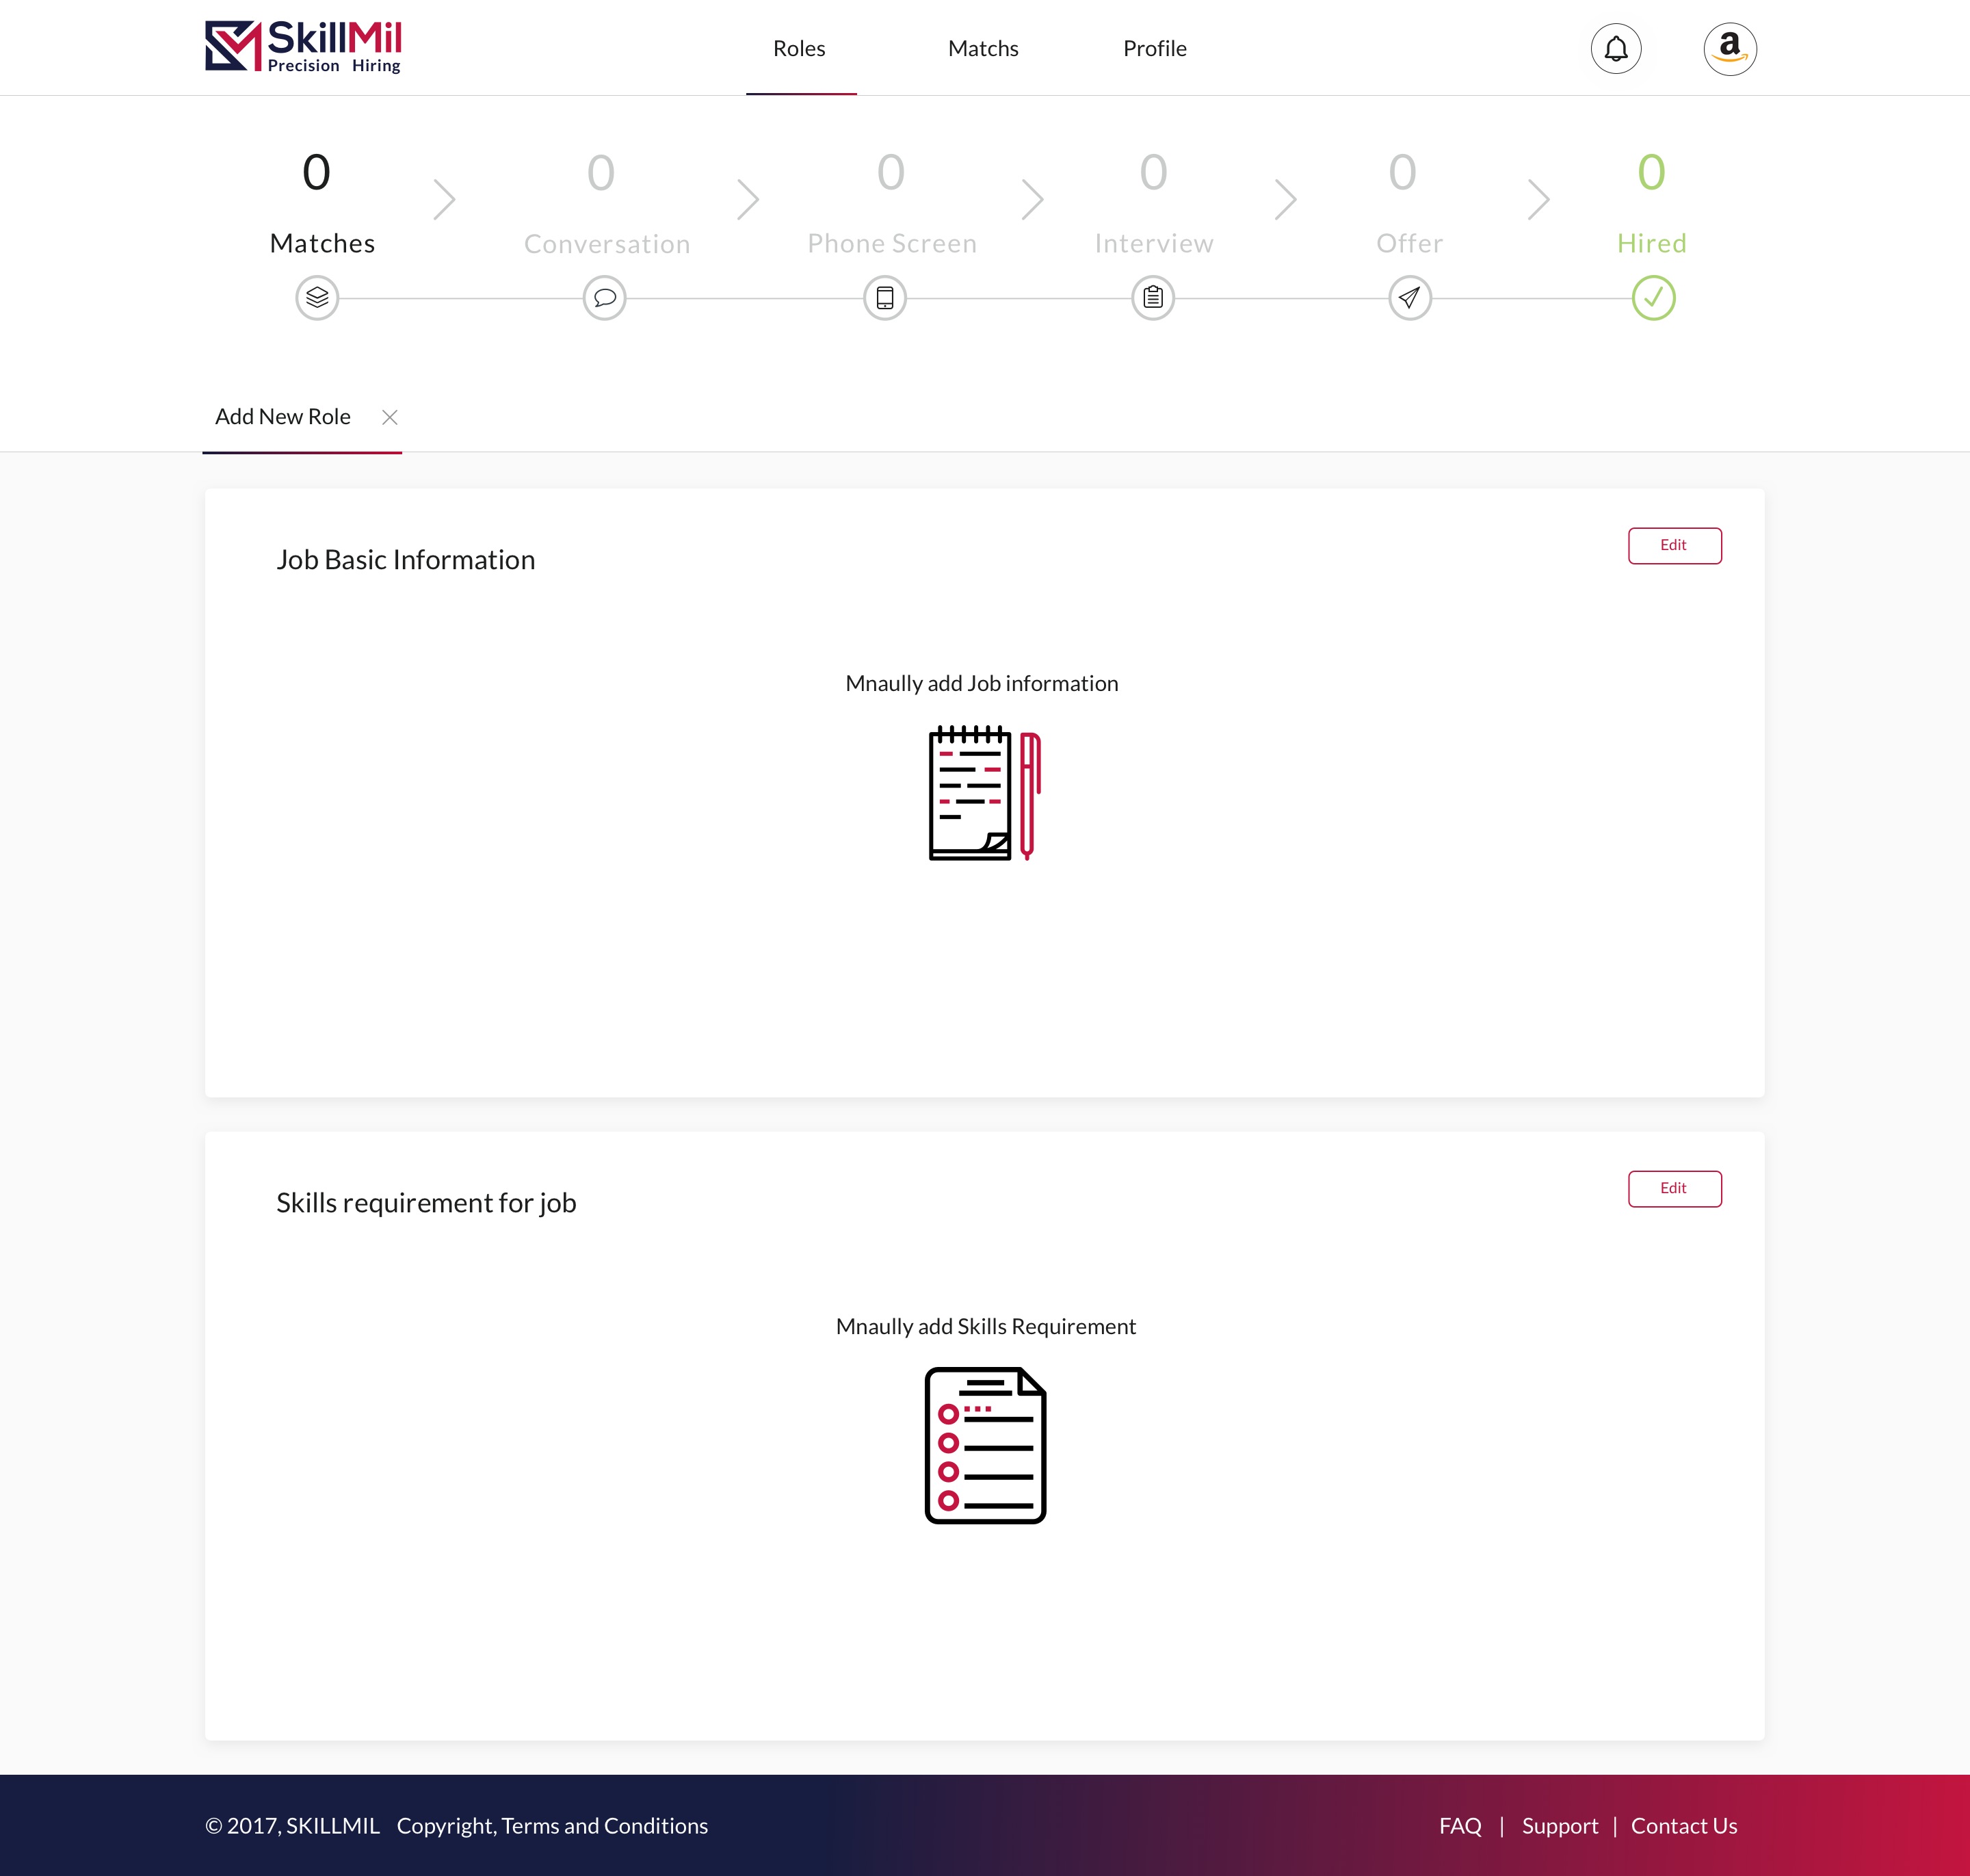 SkillMil
Precision Hiring
Roles Matchs Profile
a
0 0 0 0 0 0
Matches Conversation Phone Screen Interview Offer Hired
Add New Role
Job Basic Information
Edit
Mnaully add Job information
Skills requirement for job
Edit
Mnaully add Skills Requirement
© 2017, SKILLMIL Copyright, Terms and Conditions FAQ | Support | Contact Us